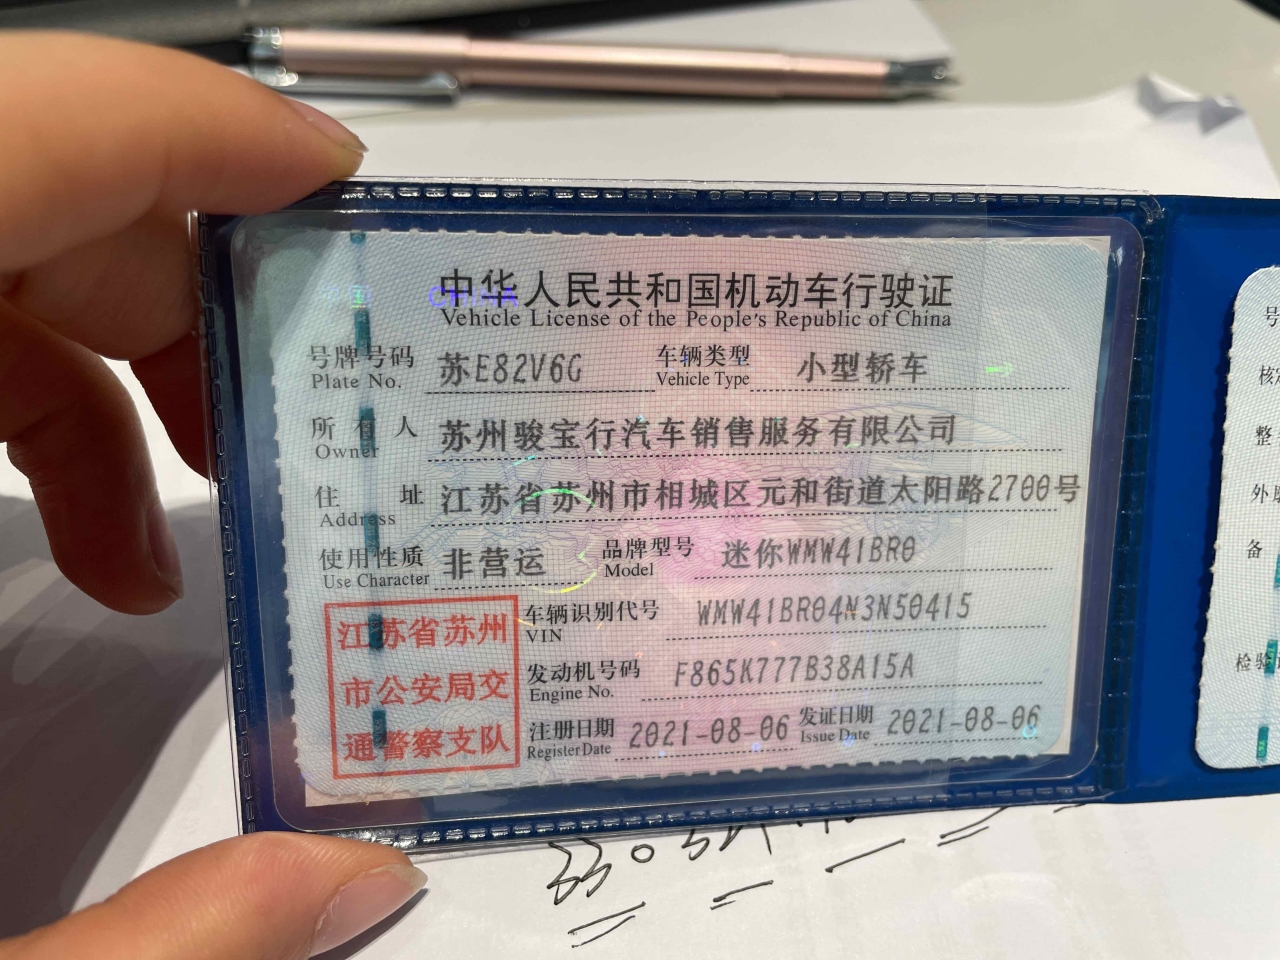 中华人民共和国机动车行驶证
Vehicle License of the People's Republic of China
号牌号码 苏E82V6G 车辆类型 小型轿车
Plate No. Vehicle Type
所有人 苏州骏宝行汽车销售服务有限公司
Owner
住址 江苏省苏州市相城区元和街道太阳路2700号
Address
使用性质 非营运 品牌型号 迷你WMW41BR0
Use Character Model
江苏省苏州
市公安局交
通警察支队
车辆识别代号 WMW41BR04N3N50415
VIN
发动机号码 F865K777B38A15A
Engine No.
注册日期 2021-08-06 发证日期 2021-08-06
Register Date Issue Date
号
核定
整
外
备
检验